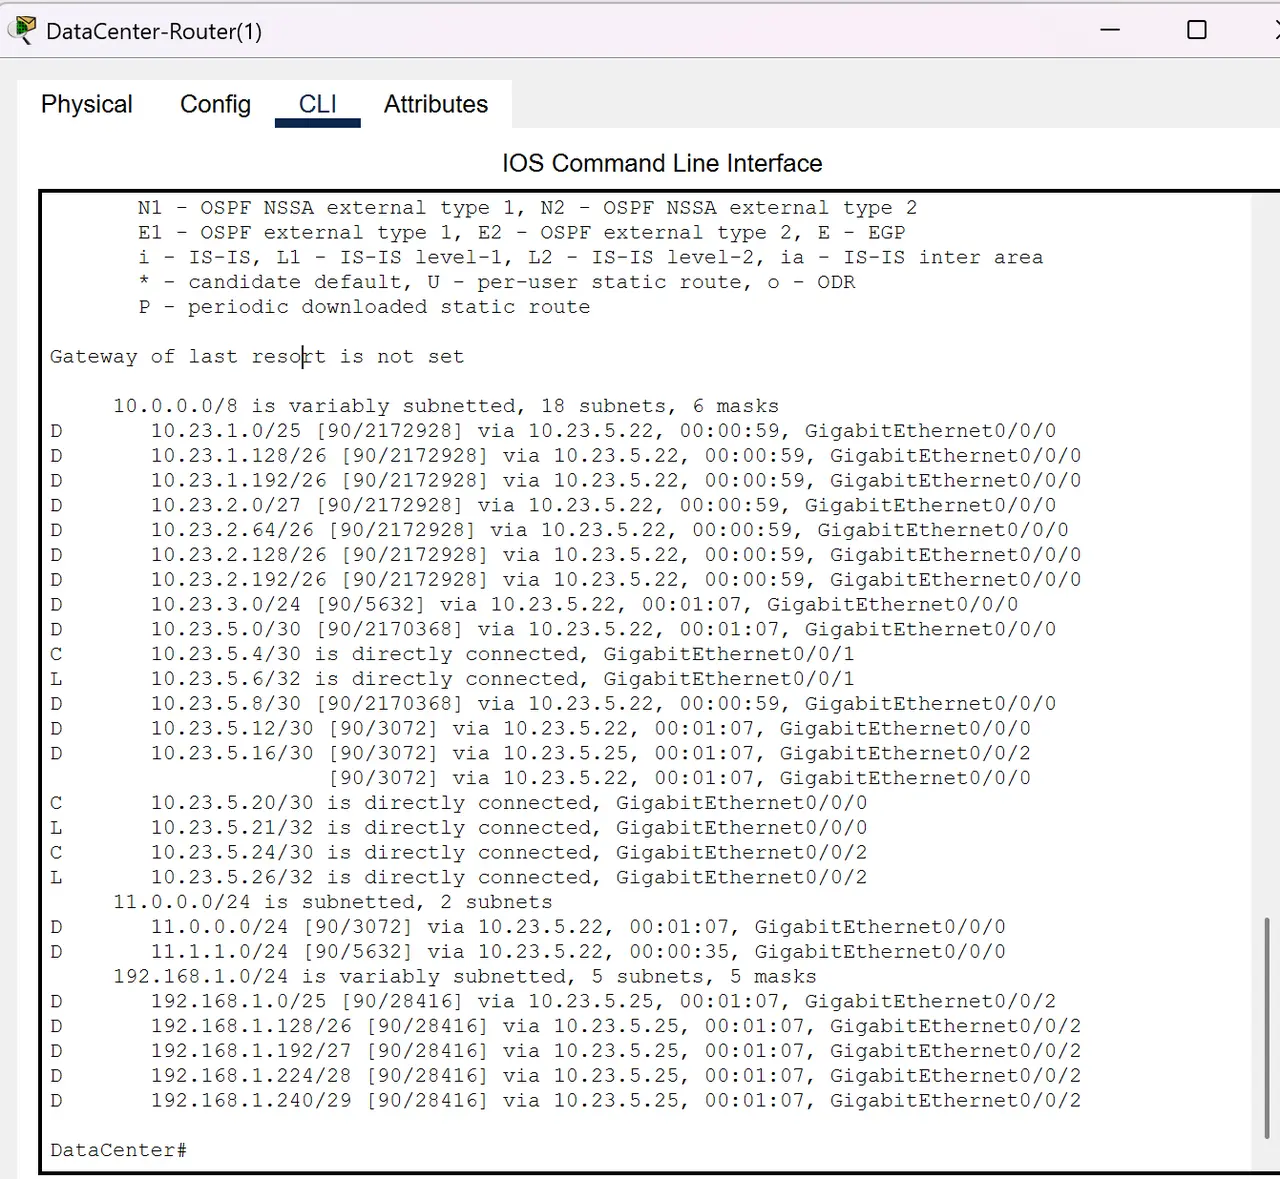 DataCenter-Router(1)
Physical Config CLI Attributes
IOS Command Line Interface
N1 - OSPF NSSA external type 1, N2 - OSPF NSSA external type 2
E1 - OSPF external type 1, E2 - OSPF external type 2, E - EGP
i - IS-IS, L1 - IS-IS level-1, L2 - IS-IS level-2, ia - IS-IS inter area
* - candidate default, U - per-user static route, o - ODR
P - periodic downloaded static route
Gateway of last resort is not set
10.0.0.0/8 is variably subnetted, 18 subnets, 6 masks
D 10.23.1.0/25 [90/2172928] via 10.23.5.22, 00:00:59, GigabitEthernet0/0/0
D 10.23.1.128/26 [90/2172928] via 10.23.5.22, 00:00:59, GigabitEthernet0/0/0
D 10.23.1.192/26 [90/2172928] via 10.23.5.22, 00:00:59, GigabitEthernet0/0/0
D 10.23.2.0/27 [90/2172928] via 10.23.5.22, 00:00:59, GigabitEthernet0/0/0
D 10.23.2.64/26 [90/2172928] via 10.23.5.22, 00:00:59, GigabitEthernet0/0/0
D 10.23.2.128/26 [90/2172928] via 10.23.5.22, 00:00:59, GigabitEthernet0/0/0
D 10.23.2.192/26 [90/2172928] via 10.23.5.22, 00:00:59, GigabitEthernet0/0/0
D 10.23.3.0/24 [90/5632] via 10.23.5.22, 00:01:07, GigabitEthernet0/0/0
D 10.23.5.0/30 [90/2170368] via 10.23.5.22, 00:01:07, GigabitEthernet0/0/0
C 10.23.5.4/30 is directly connected, GigabitEthernet0/0/1
L 10.23.5.6/32 is directly connected, GigabitEthernet0/0/1
D 10.23.5.8/30 [90/2170368] via 10.23.5.22, 00:00:59, GigabitEthernet0/0/0
D 10.23.5.12/30 [90/3072] via 10.23.5.22, 00:01:07, GigabitEthernet0/0/0
D 10.23.5.16/30 [90/3072] via 10.23.5.25, 00:01:07, GigabitEthernet0/0/2
[90/3072] via 10.23.5.22, 00:01:07, GigabitEthernet0/0/0
C 10.23.5.20/30 is directly connected, GigabitEthernet0/0/0
L 10.23.5.21/32 is directly connected, GigabitEthernet0/0/0
C 10.23.5.24/30 is directly connected, GigabitEthernet0/0/2
L 10.23.5.26/32 is directly connected, GigabitEthernet0/0/2
11.0.0.0/24 is subnetted, 2 subnets
D 11.0.0.0/24 [90/3072] via 10.23.5.22, 00:01:07, GigabitEthernet0/0/0
D 11.1.1.0/24 [90/5632] via 10.23.5.22, 00:00:35, GigabitEthernet0/0/0
192.168.1.0/24 is variably subnetted, 5 subnets, 5 masks
D 192.168.1.0/25 [90/28416] via 10.23.5.25, 00:01:07, GigabitEthernet0/0/2
D 192.168.1.128/26 [90/28416] via 10.23.5.25, 00:01:07, GigabitEthernet0/0/2
D 192.168.1.192/27 [90/28416] via 10.23.5.25, 00:01:07, GigabitEthernet0/0/2
D 192.168.1.224/28 [90/28416] via 10.23.5.25, 00:01:07, GigabitEthernet0/0/2
D 192.168.1.240/29 [90/28416] via 10.23.5.25, 00:01:07, GigabitEthernet0/0/2
DataCenter#